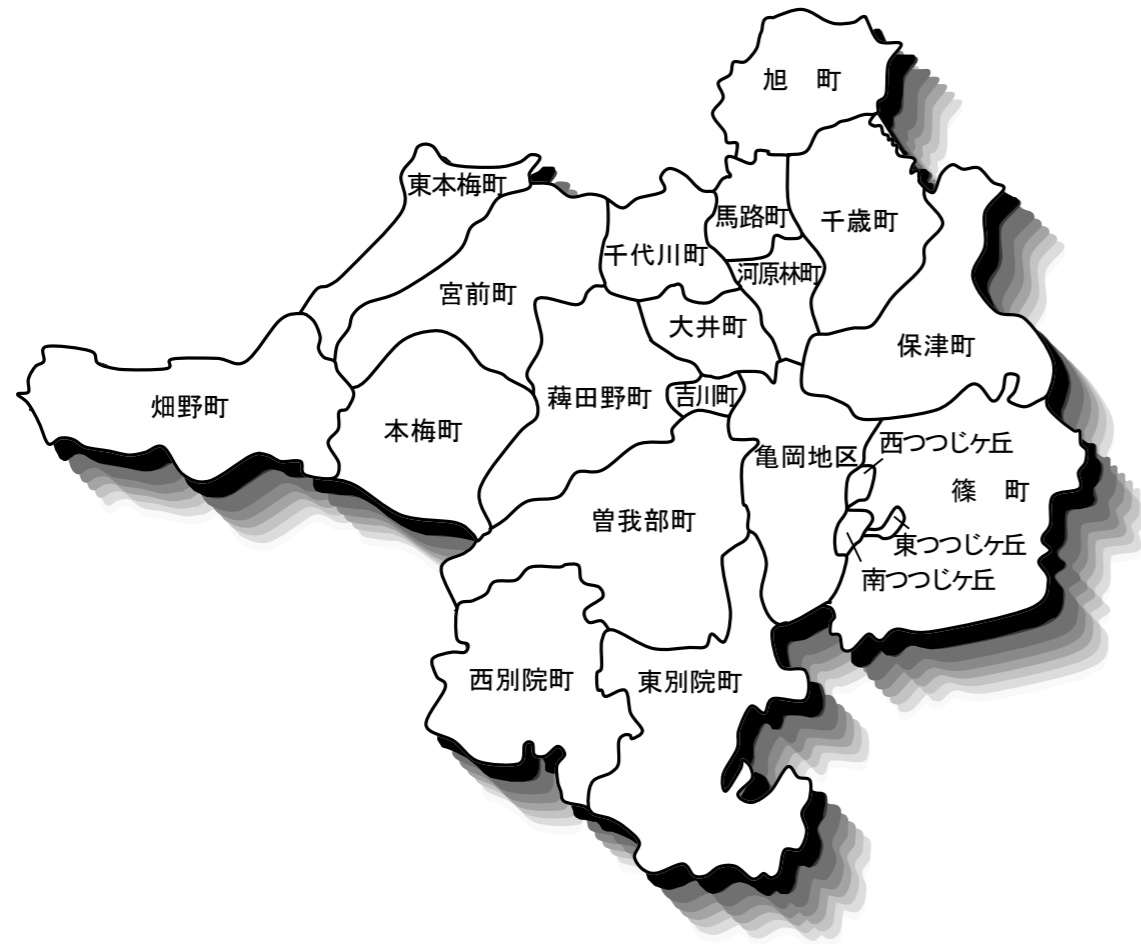 旭　町
東本梅町
馬路町
千歳町
千代川町
河原林町
宮前町
大井町
保津町
畑野町
本梅町
薭田野町
吉川町
亀岡地区
西つつじケ丘
篠　町
曽我部町
東つつじケ丘
南つつじケ丘
西別院町
東別院町